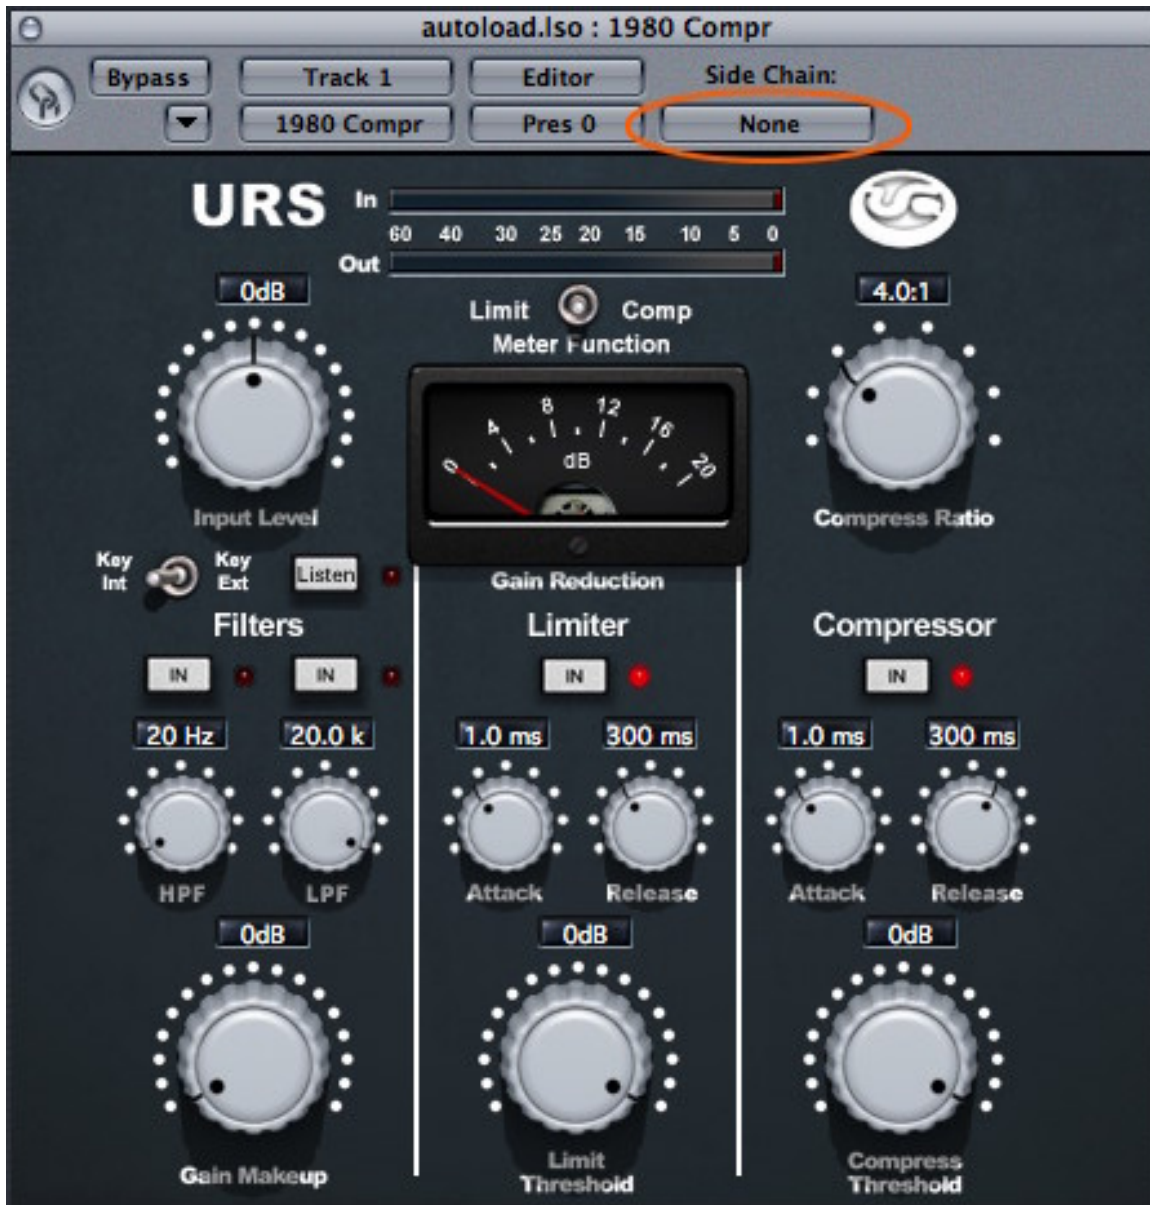 autoload.lso : 1980 Compr
Bypass Track 1 Editor Side Chain:
1980 Compr Pres 0 None
URS In
60 40 30 25 20 15 10 5 0
Out
0dB 4.0:1
Limit Comp
Meter Function
0 4 8 12 16 20
dB
Input Level Compress Ratio
Key Int Key Ext Listen
Gain Reduction
Filters Limiter Compressor
IN IN IN IN
20 Hz 20.0 k 1.0 ms 300 ms 1.0 ms 300 ms
HPF LPF Attack Release Attack Release
0dB 0dB 0dB
Gain Makeup Limit Threshold Compress Threshold